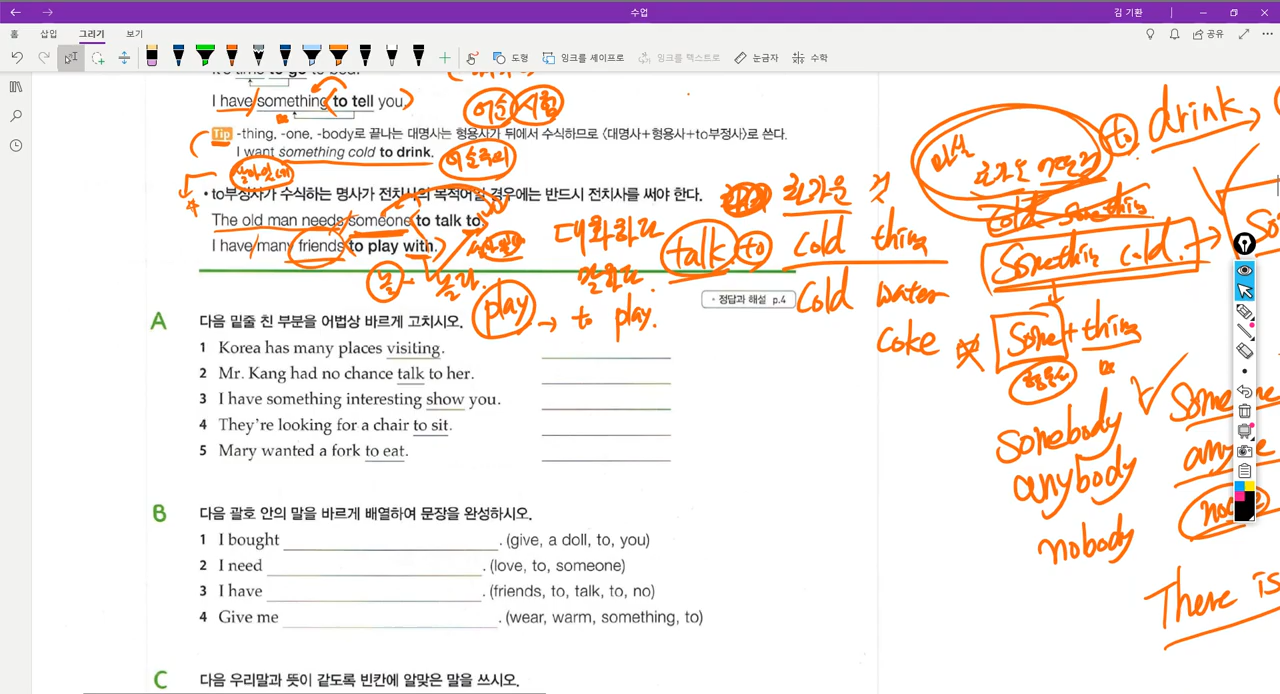 수업
김 기환
홈 삽입 그리기 보기
공유
도형 잉크를 셰이프로 잉크를 텍스트로 눈금자 수학
I have something to tell you
어순 시험
Tip -thing, -one, -body로 끝나는 대명사는 형용사가 뒤에서 수식하므로 <대명사+형용사+to부정사>로 쓴다.
I want something cold to drink.
어순주의
• to부정사가 수식하는 명사가 전치사의 목적어일 경우에는 반드시 전치사를 써야 한다.
The old man needs someone to talk to.
I have many friends to play with.
대화하다
말하다.
talk to
놀 놀다.
play → to play.
차가운 것
cold thing
cold water
coke
마실
to drink,
cold something
somethin cold.
some + thing
형용사
somebody
anybody
nobody
There is
• 정답과 해설 p.4
A 다음 밑줄 친 부분을 어법상 바르게 고치시오.
1 Korea has many places visiting.
2 Mr. Kang had no chance talk to her.
3 I have something interesting show you.
4 They're looking for a chair to sit.
5 Mary wanted a fork to eat.
B 다음 괄호 안의 말을 바르게 배열하여 문장을 완성하시오.
1 I bought . (give, a doll, to, you)
2 I need . (love, to, someone)
3 I have . (friends, to, talk, to, no)
4 Give me . (wear, warm, something, to)
C 다음 우리말과 뜻이 같도록 빈칸에 알맞은 말을 쓰시오.